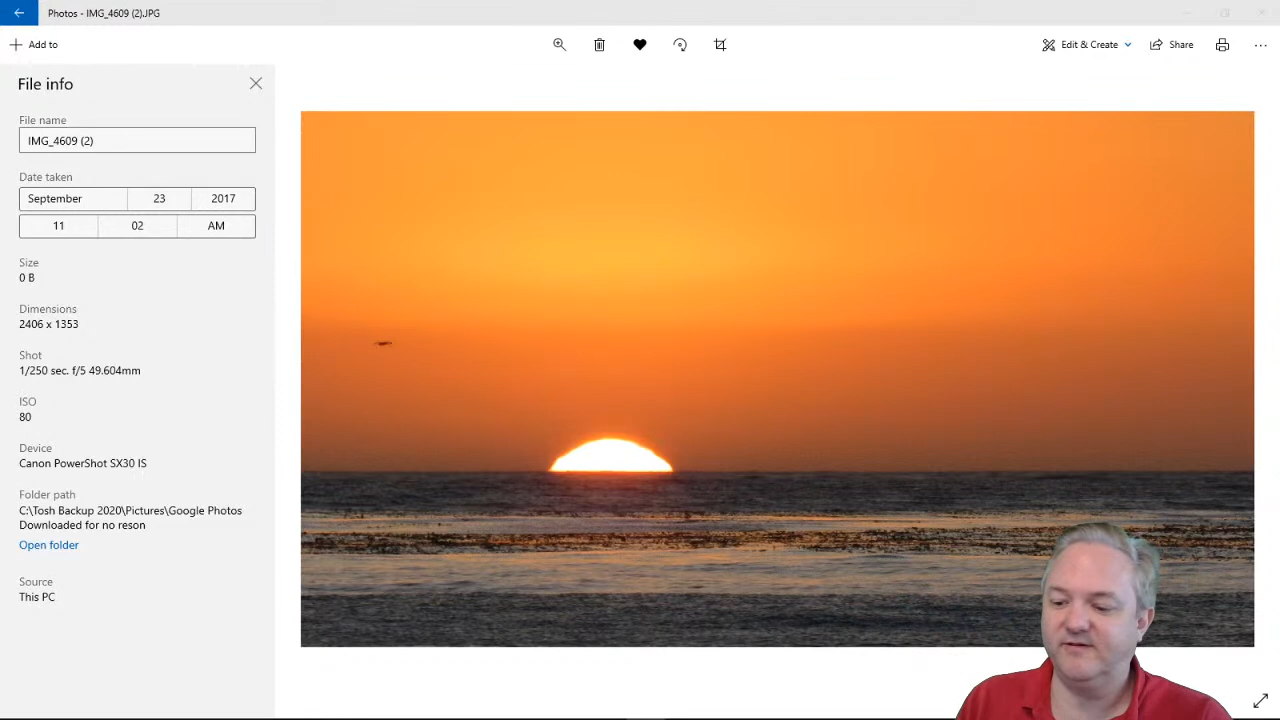 Photos - IMG_4609 (2).JPG
Add to
Edit & Create
Share
File info
File name
IMG_4609 (2)
Date taken
September 23 2017
11 02 AM
Size
0 B
Dimensions
2406 x 1353
Shot
1/250 sec. f/5 49.604mm
ISO
80
Device
Canon PowerShot SX30 IS
Folder path
C:\Tosh Backup 2020\Pictures\Google Photos
Downloaded for no reson
Open folder
Source
This PC